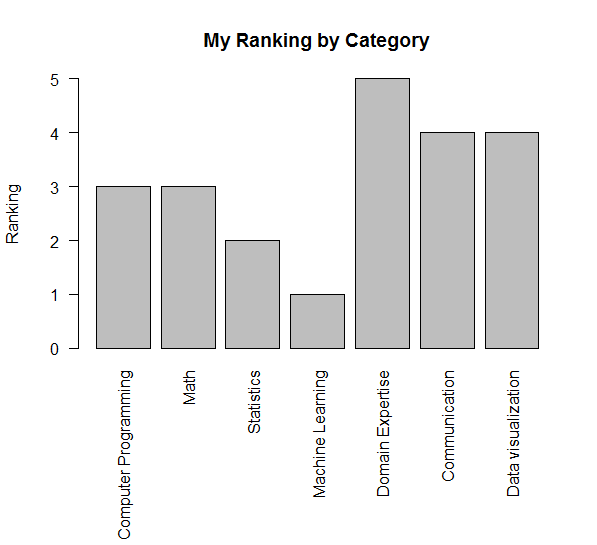 My Ranking by Category
Ranking
5
4
3
2
1
0
Computer Programming
Math
Statistics
Machine Learning
Domain Expertise
Communication
Data visualization